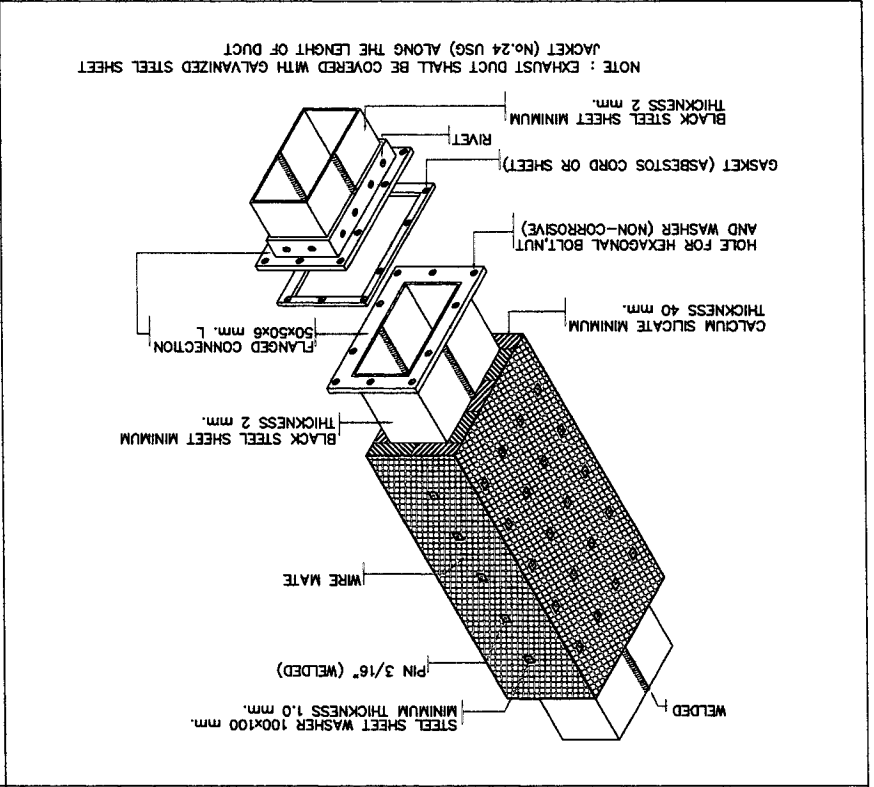 WELDED
STEEL SHEET WASHER 100x100 mm.
MINIMUM THICKNESS 1.0 mm.
PIN 3/16" (WELDED)
WIRE MATE
BLACK STEEL SHEET MINIMUM
THICKNESS 2 mm.
CALCIUM SILICATE MINIMUM
THICKNESS 40 mm.
FLANGED CONNECTION
50x50x6 mm. L
HOLE FOR HEXAGONAL BOLT,NUT
AND WASHER (NON-CORROSIVE)
GASKET (ASBESTOS CORD OR SHEET)
RIVET
BLACK STEEL SHEET MINIMUM
THICKNESS 2 mm.
NOTE : EXHAUST DUCT SHALL BE COVERED WITH GALVANIZED STEEL SHEET
JACKET (No.24 USG) ALONG THE LENGHT OF DUCT